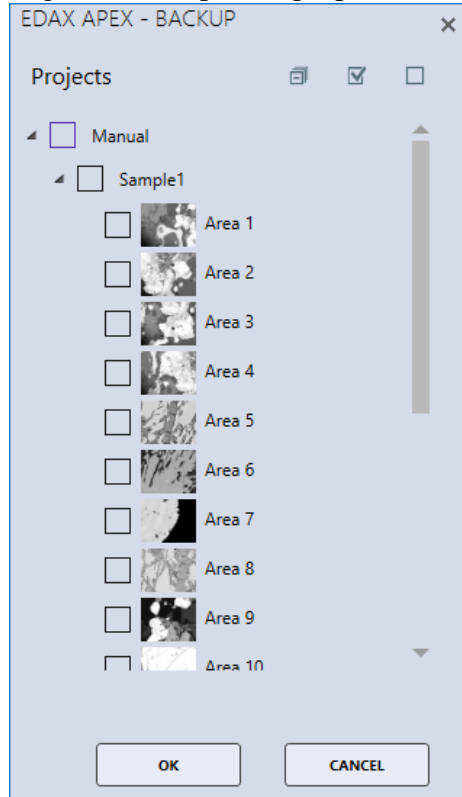 EDAX APEX - BACKUP
Projects
Manual
Sample1
Area 1
Area 2
Area 3
Area 4
Area 5
Area 6
Area 7
Area 8
Area 9
Area 10
OK CANCEL